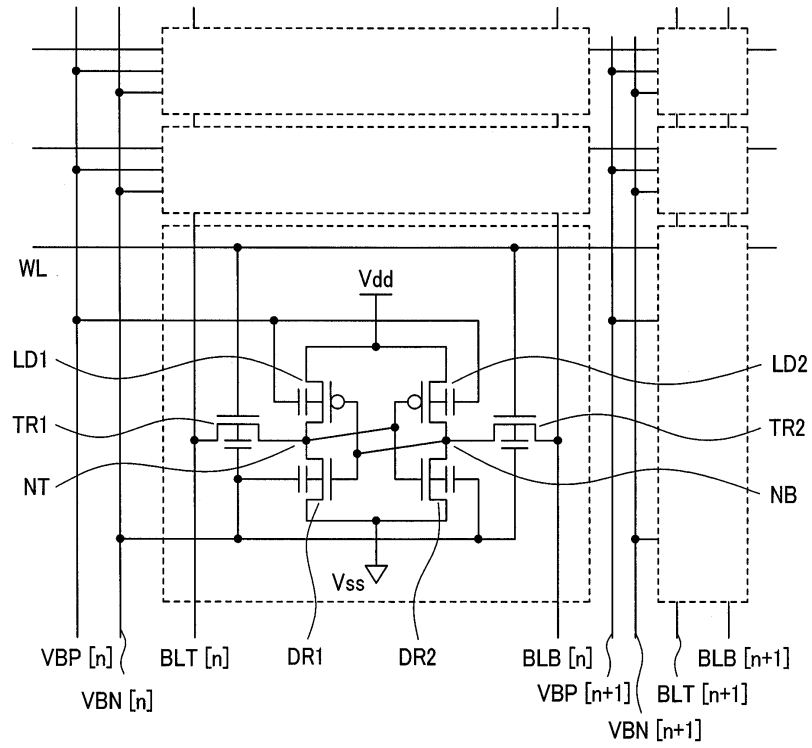 WL
Vdd
LD1
LD2
TR1
TR2
NT
NB
Vss
VBP [n]
BLT [n]
DR1
DR2
BLB [n]
BLB [n+1]
VBN [n]
VBP [n+1]
BLT [n+1]
VBN [n+1]